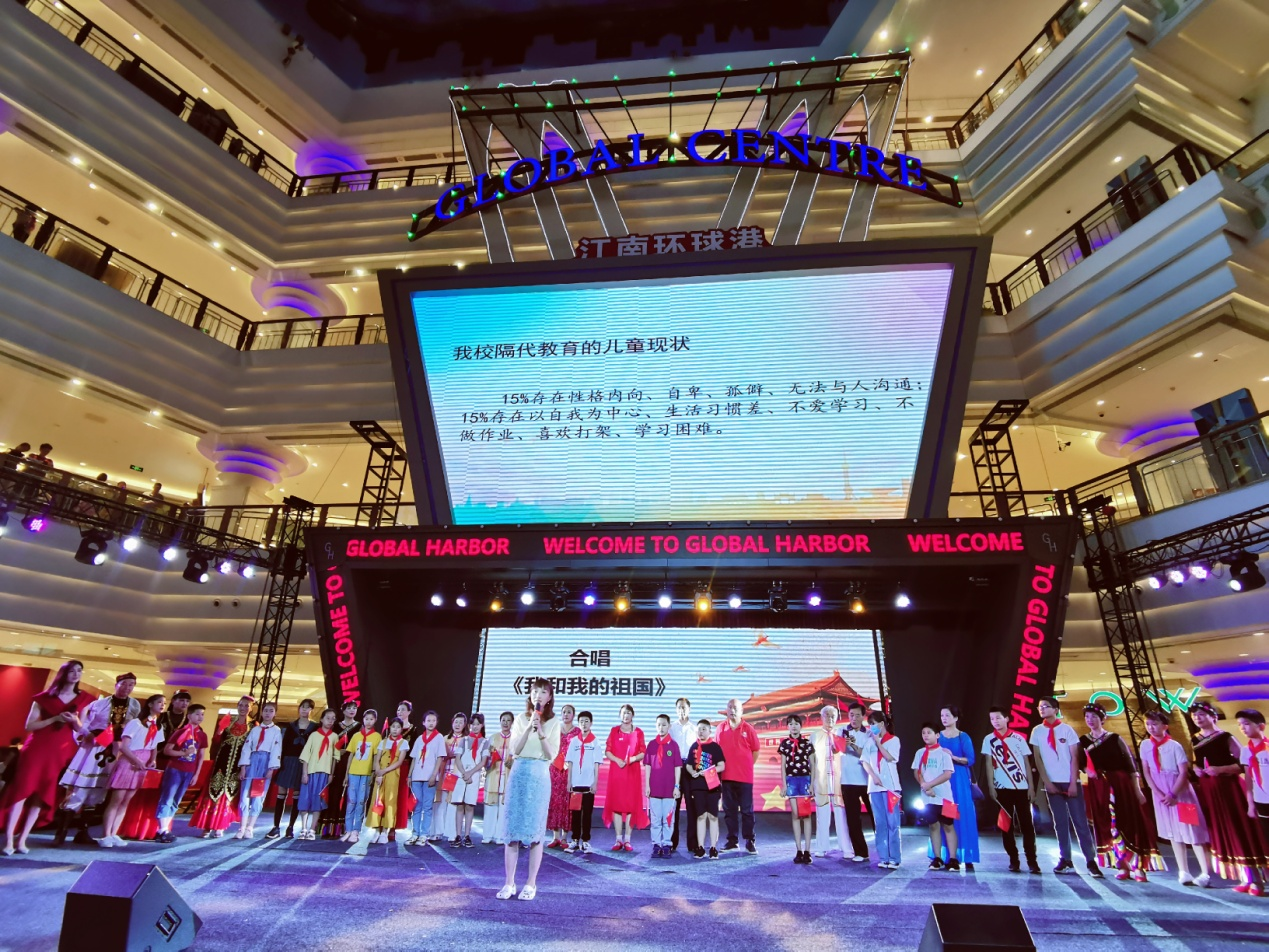 GLOBAL CENTRE
江南环球港
我校隔代教育的儿童现状
15%存在性格内向、自卑、孤僻、无法与人沟通;
15%存在以自我为中心、生活习惯差、不爱学习、不
做作业、喜欢打架、学习困难。
GLOBAL HARBOR WELCOME TO GLOBAL HARBOR WELCOME
GH
WELCOME TO
TO GLOBAL HA
合唱
《我和我的祖国》
LEVIS